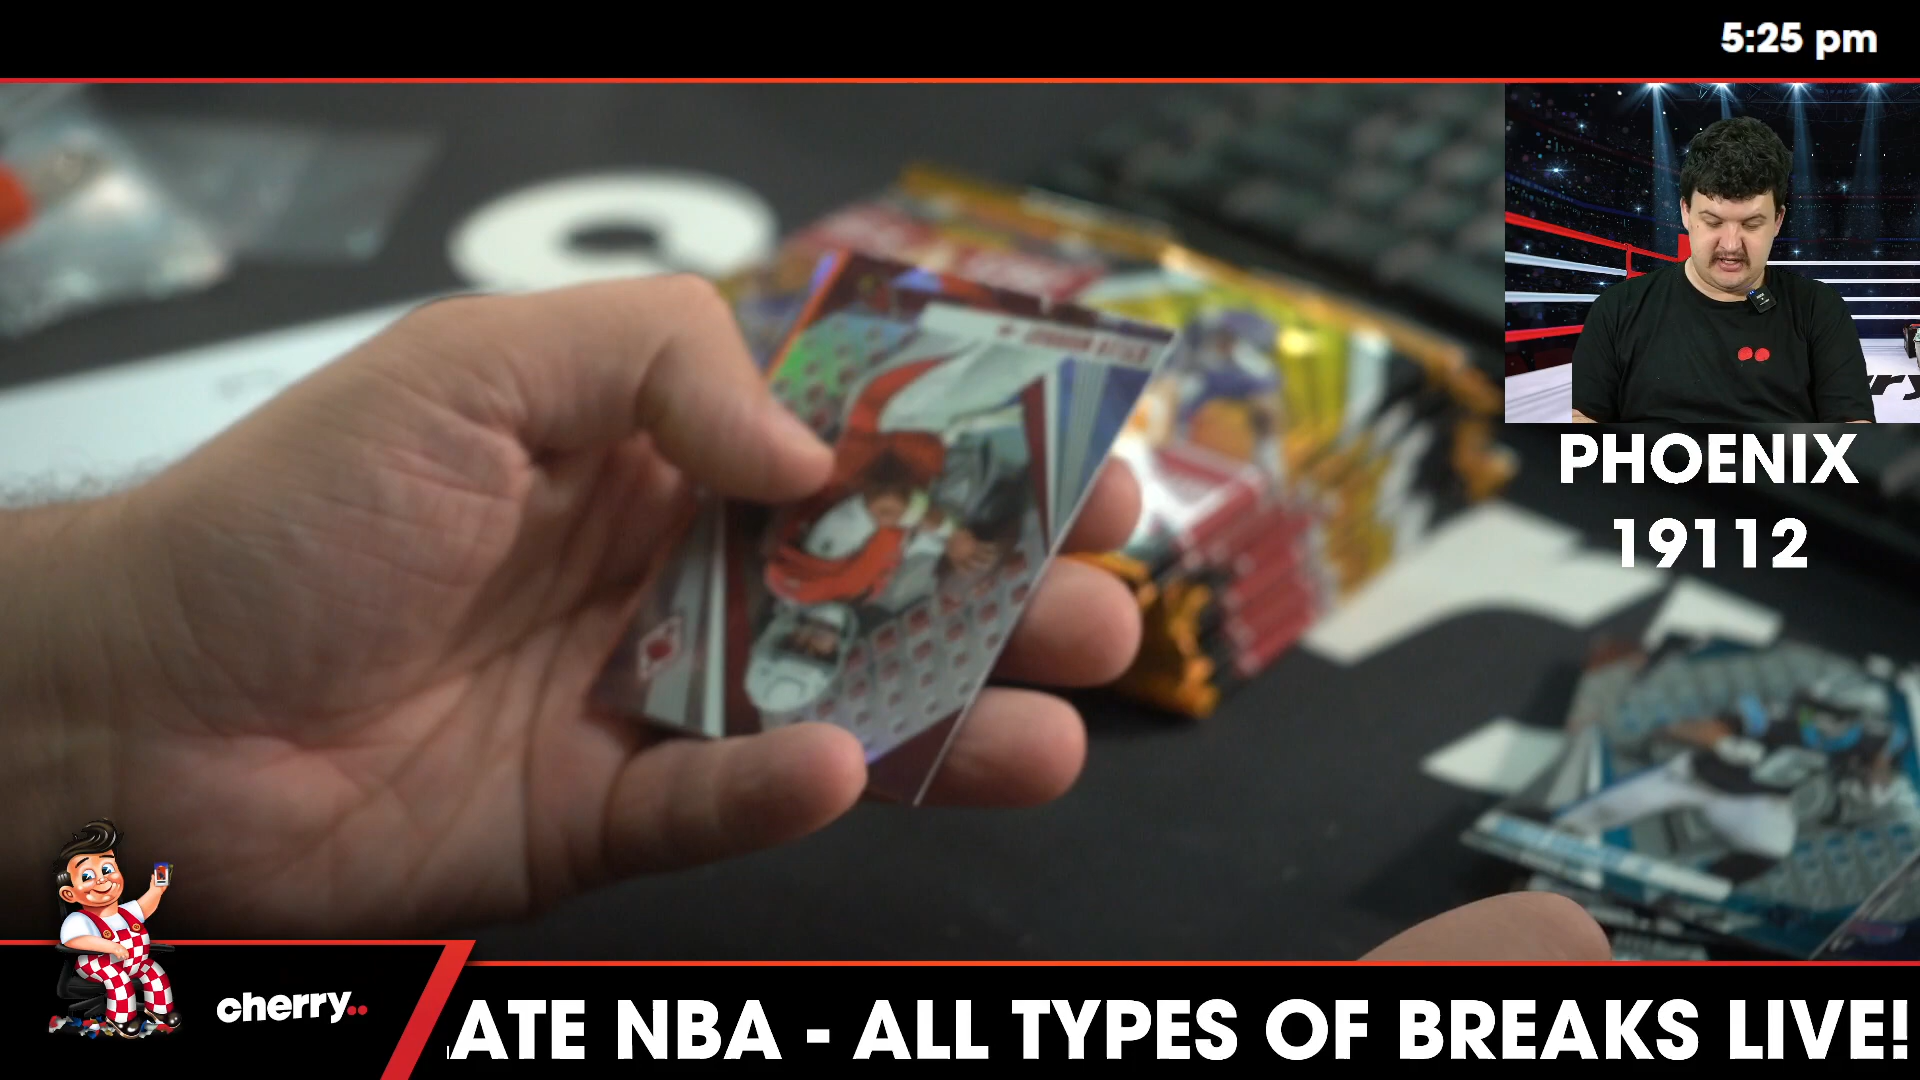 5:25 pm
PHOENIX
19112
cherry..
ATE NBA - ALL TYPES OF BREAKS LIVE!